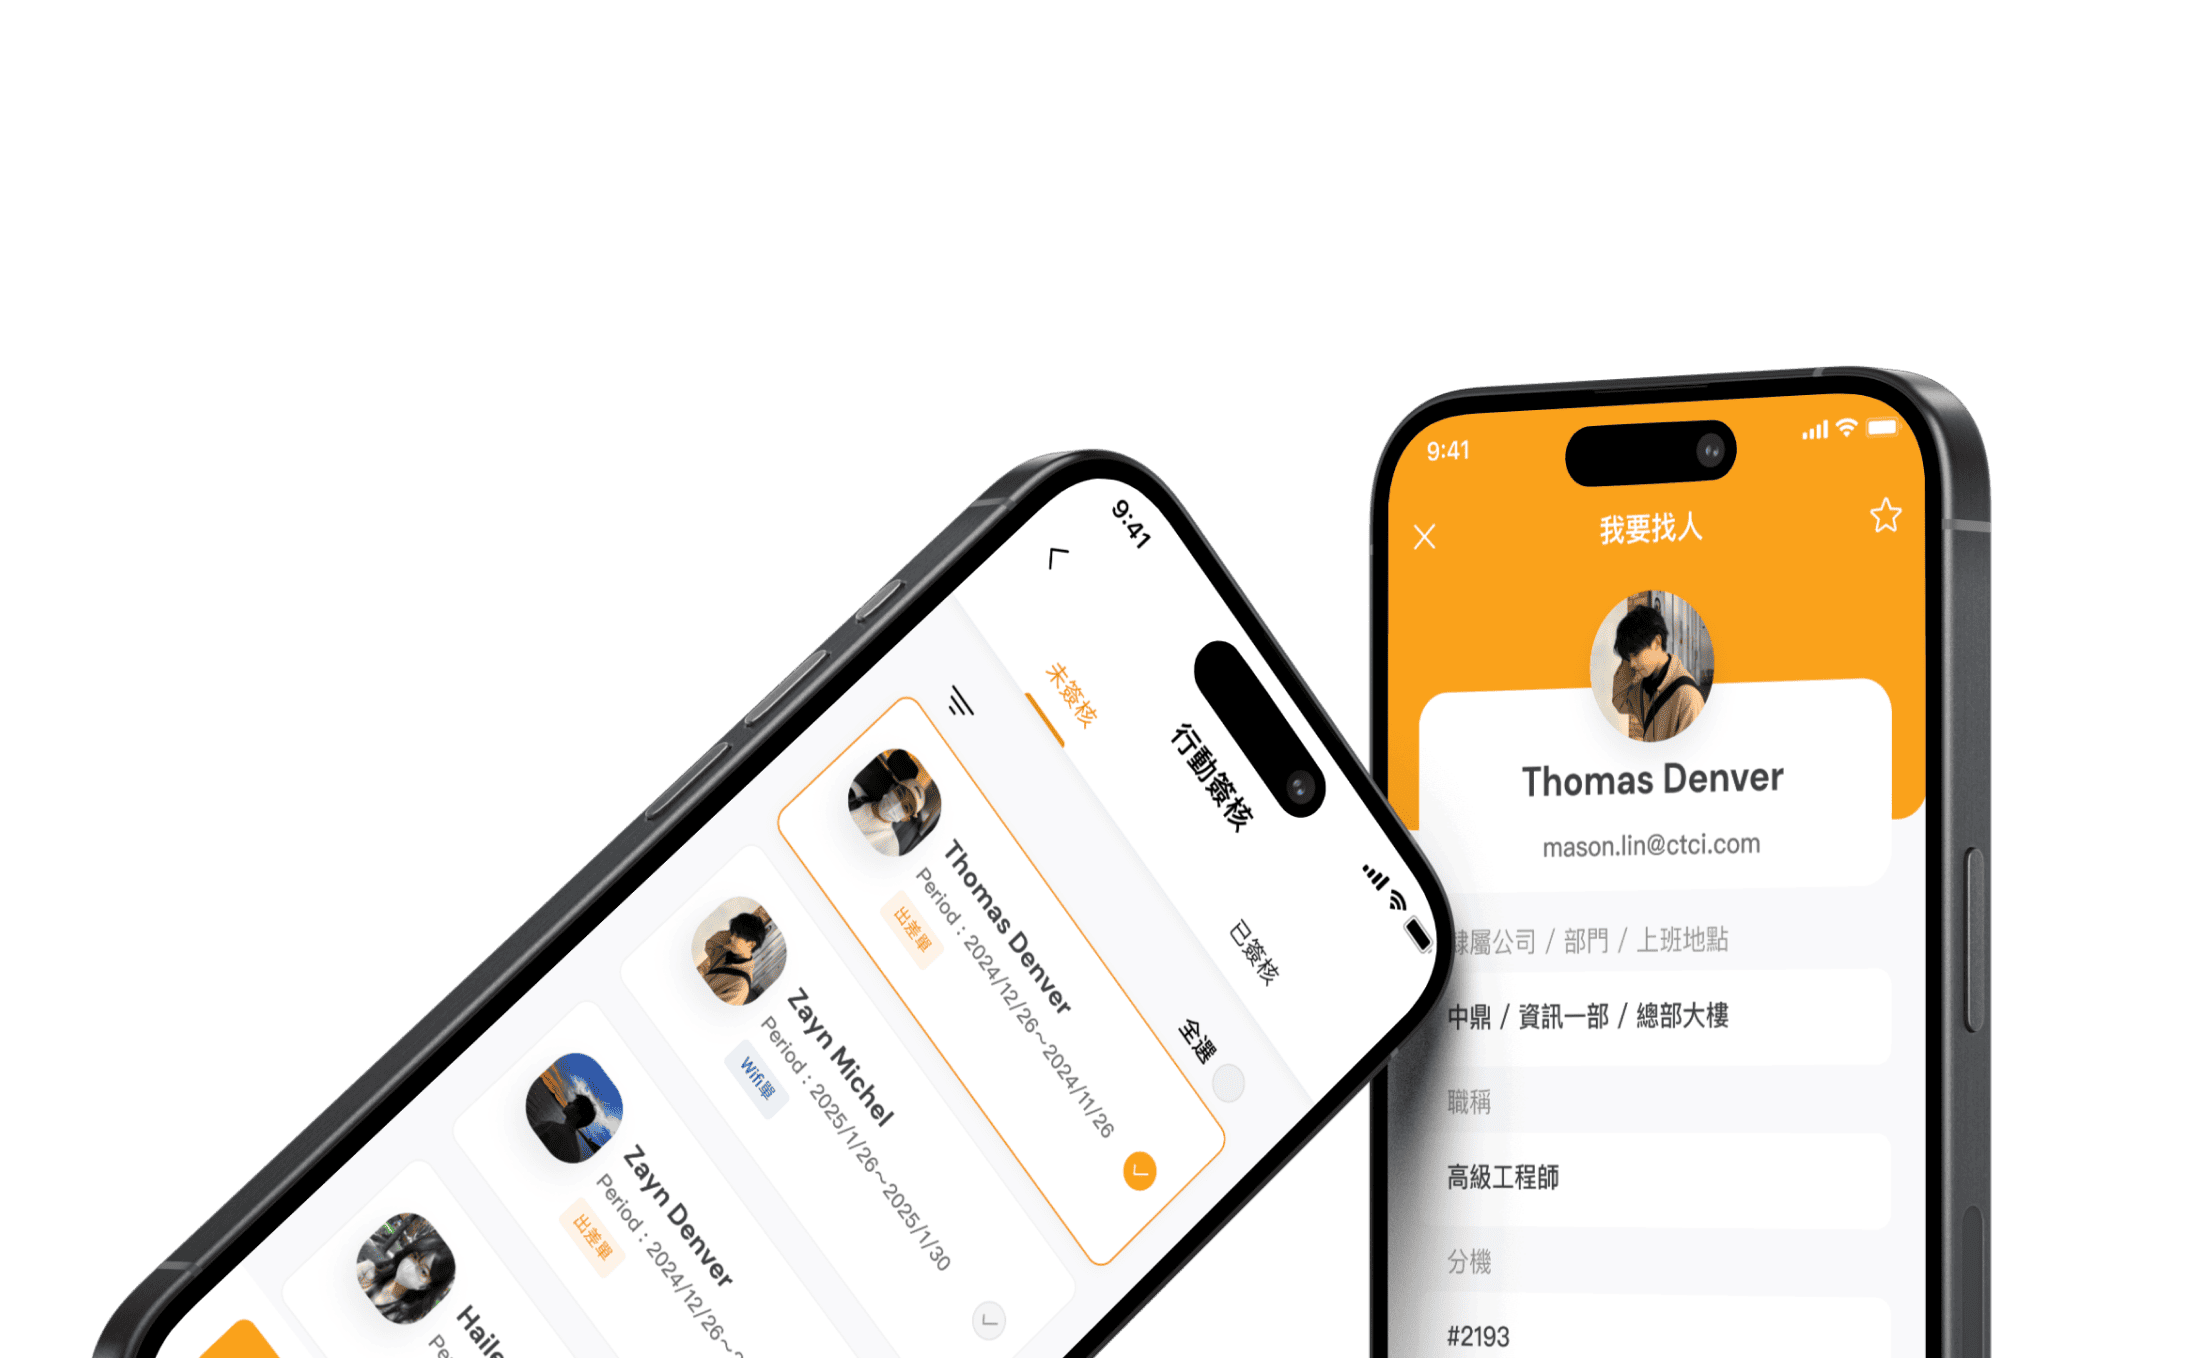 9:41
行動簽核
未簽核
已簽核
全選
Thomas Denver
Period : 2024/12/26~2024/11/26
出差單
Zayn Michel
Period : 2025/1/26~2025/1/30
Wifi單
Zayn Denver
Period : 2024/12/26~2
出差單
Haile
Pe
9:41
我要找人
Thomas Denver
mason.lin@ctci.com
隸屬公司 / 部門 / 上班地點
中鼎 / 資訊一部 / 總部大樓
職稱
高級工程師
分機
#2193